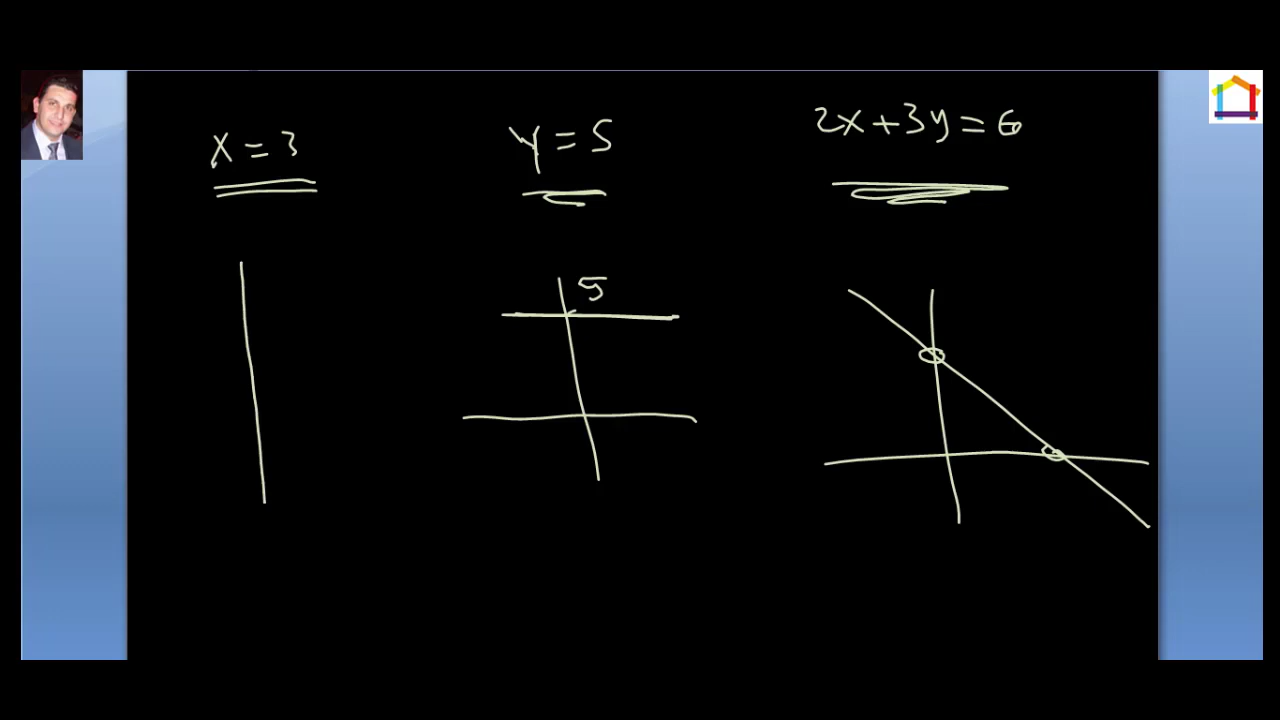 x = 3
y = 5
2x + 3y = 6
5